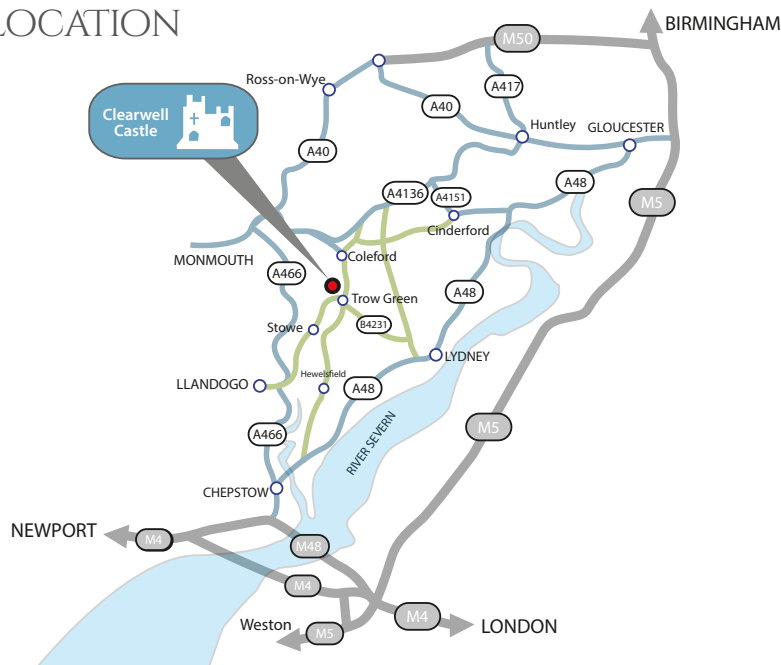 LOCATION
BIRMINGHAM
M50
Ross-on-Wye
A417
A40
Clearwell
Castle
Huntley
GLOUCESTER
A40
A48
A4136
A4151
M5
Cinderford
MONMOUTH
Coleford
A466
A48
Trow Green
B4231
Stowe
LYDNEY
Hewelsfield
LLANDOGO
A48
M5
A466
RIVER SEVERN
CHEPSTOW
NEWPORT
M4
M48
M4
M4
Weston
M5
LONDON